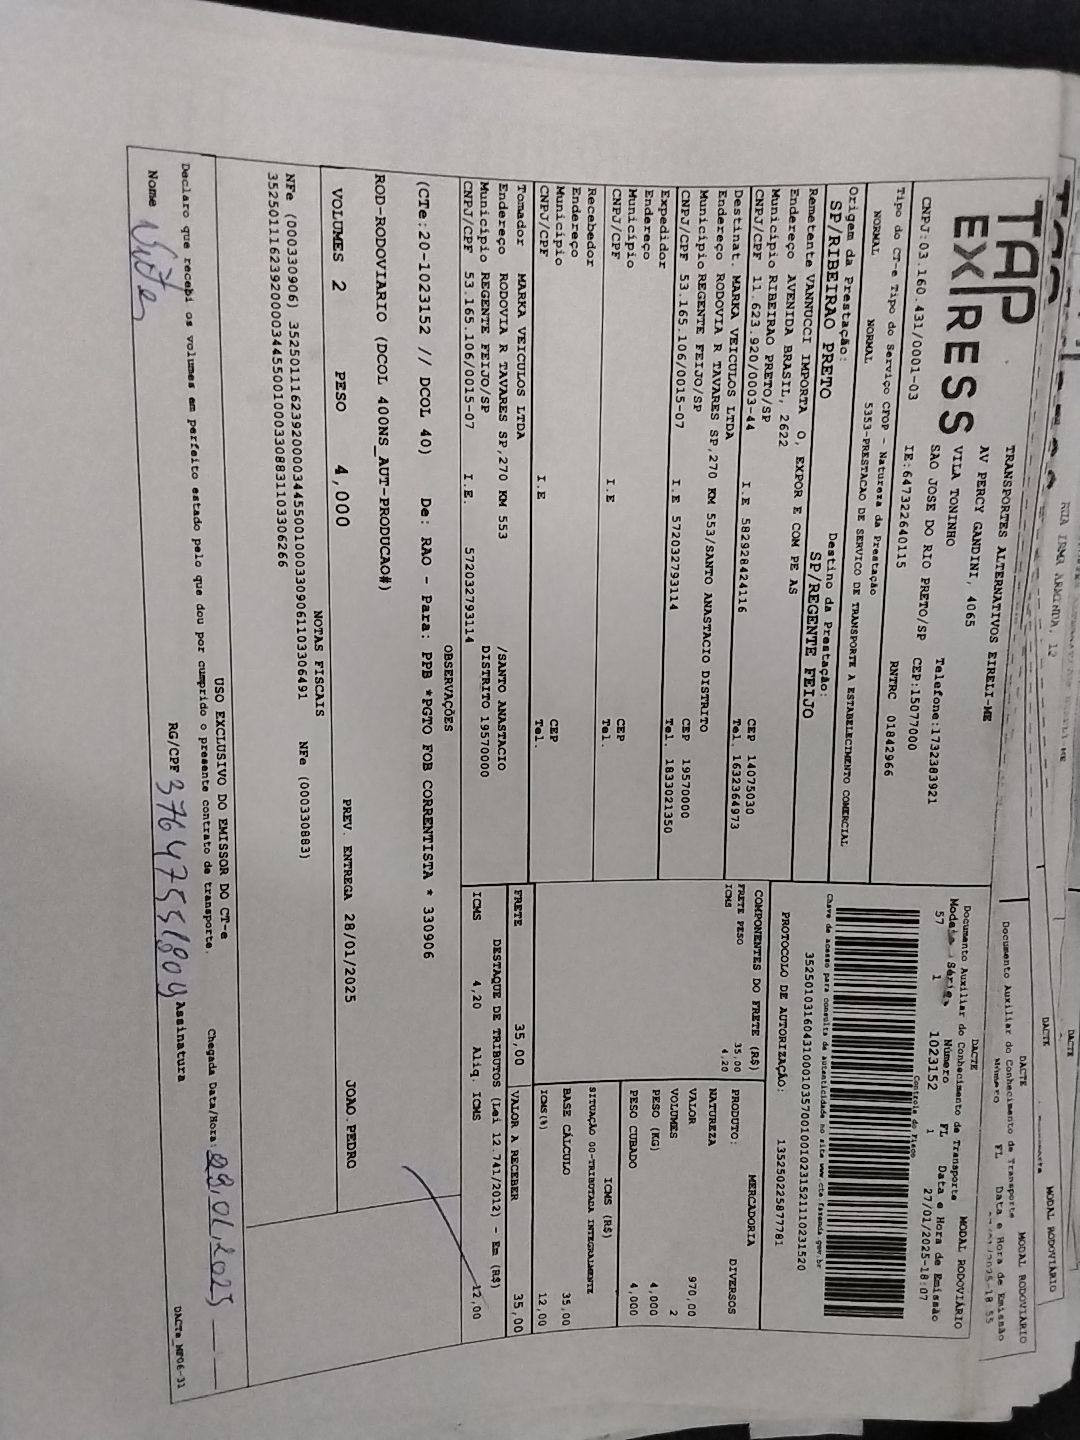 TAP
EXPRESS
TRANSPORTES ALTERNATIVOS EIRELI-ME
AV PERCY GANDINI, 4065
VILA TONINHO
SAO JOSE DO RIO PRETO/SP
CEP:15077000
Telefone:1732383921
CNPJ:03.160.431/0001-03
IE:647322640115
RNTRC 01842966
DACTE
MODAL RODOVIÁRIO
Documento Auxiliar do Conhecimento de Transporte
Série
Número
FL
Data e Hora de Emissão
57
1
1023152
1
27/01/2025-18:07
Controle do Fisco
Chave de acesso para consulta de autenticidade no site www.cte.fazenda.gov.br
PROTOCOLO DE AUTORIZAÇÃO:
135250225877781
Tipo do CT-e Tipo do Serviço CFOP - Natureza da Prestação
NORMAL NORMAL 5353-PRESTACAO DE SERVICO DE TRANSPORTE A ESTABELECIMENTO COMERCIAL
Origem da Prestação:
Destino da Prestação:
SP/RIBEIRAO PRETO
SP/REGENTE FEIJO
Remetente VANNUCCI IMPORTA O, EXPOR E COM PE AS
Endereço AVENIDA BRASIL, 2622
Município RIBEIRAO PRETO/SP
CEP 14075030
CNPJ/CPF 11.623.920/0003-44 I.E 582928424116 Tel. 1632364973
Destinat. MARKA VEICULOS LTDA
Endereço RODOVIA R TAVARES SP,270 KM 553/SANTO ANASTACIO DISTRITO
Município REGENTE FEIJO/SP
CEP 19570000
CNPJ/CPF 53.165.106/0015-07 I.E 572032793114 Tel. 1833021350
Expedidor
Endereço
Município
CEP
CNPJ/CPF I.E Tel.
Recebedor
Endereço
Município
CEP
CNPJ/CPF I.E Tel.
Tomador MARKA VEICULOS LTDA
Endereço RODOVIA R TAVARES SP,270 KM 553
/SANTO ANASTACIO
Município REGENTE FEIJO/SP
DISTRITO 19570000
CNPJ/CPF 53.165.106/0015-07 I.E. 572032793114
COMPONENTES DO FRETE (R$)
FRETE PESO 35,00
ICMS 4,20
PRODUTO: MERCADORIA
NATUREZA DIVERSOS
VALOR 970,00
VOLUMES 2
PESO (KG) 4,000
PESO CUBADO 4,000
ICMS (R$)
SITUAÇÃO 00-TRIBUTADA INTEGRALMENTE
BASE CÁLCULO 35,00
ICMS(%) 12,00
FRETE 35,00
VALOR A RECEBER 35,00
DESTAQUE DE TRIBUTOS (Lei 12.741/2012) - Em (R$)
ICMS 4,20 Aliq. ICMS 12,00
OBSERVAÇÕES
(CTe:20-1023152 // DCOL 40) De: RAO - Para: PPB *PGTO FOB CORRENTISTA * 330906
ROD-RODOVIARIO (DCOL 400NS_AUT-PRODUCAO#)
VOLUMES 2 PESO 4,000 PREV. ENTREGA 28/01/2025 JOAO PEDRO
NOTAS FISCAIS
NFe (000330906)
NFe (000330883)
USO EXCLUSIVO DO EMISSOR DO CT-e
Declaro que recebi os volumes em perfeito estado pelo que dou por cumprido o presente contrato de transporte.
Chegada Data/Hora:
Nome
RG/CPF 37647551809
Assinatura
DACTe_MF06-31